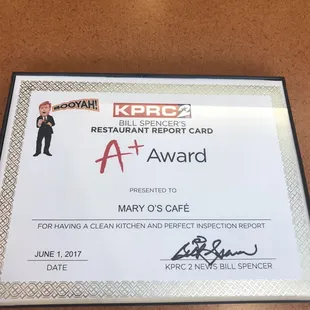 BOOYAH!
KPRC2
BILL SPENCER'S
RESTAURANT REPORT CARD
A+ Award
PRESENTED TO
MARY O'S CAFÉ
FOR HAVING A CLEAN KITCHEN AND PERFECT INSPECTION REPORT
JUNE 1, 2017
DATE
KPRC 2 NEWS BILL SPENCER